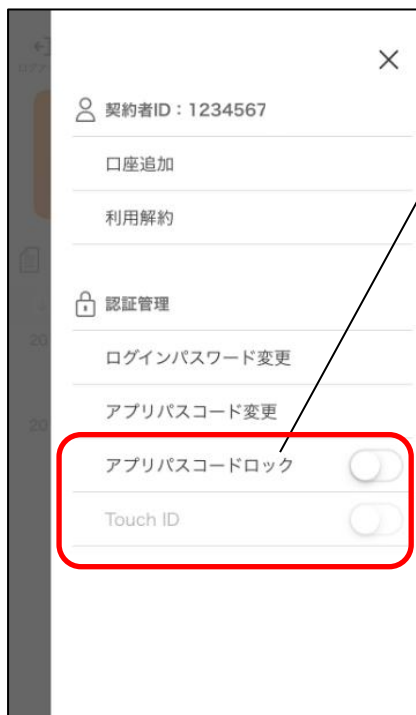 契約者ID：1234567
口座追加
利用解約
認証管理
20
ログインパスワード変更
アプリパスコード変更
20
アプリパスコードロック
Touch ID